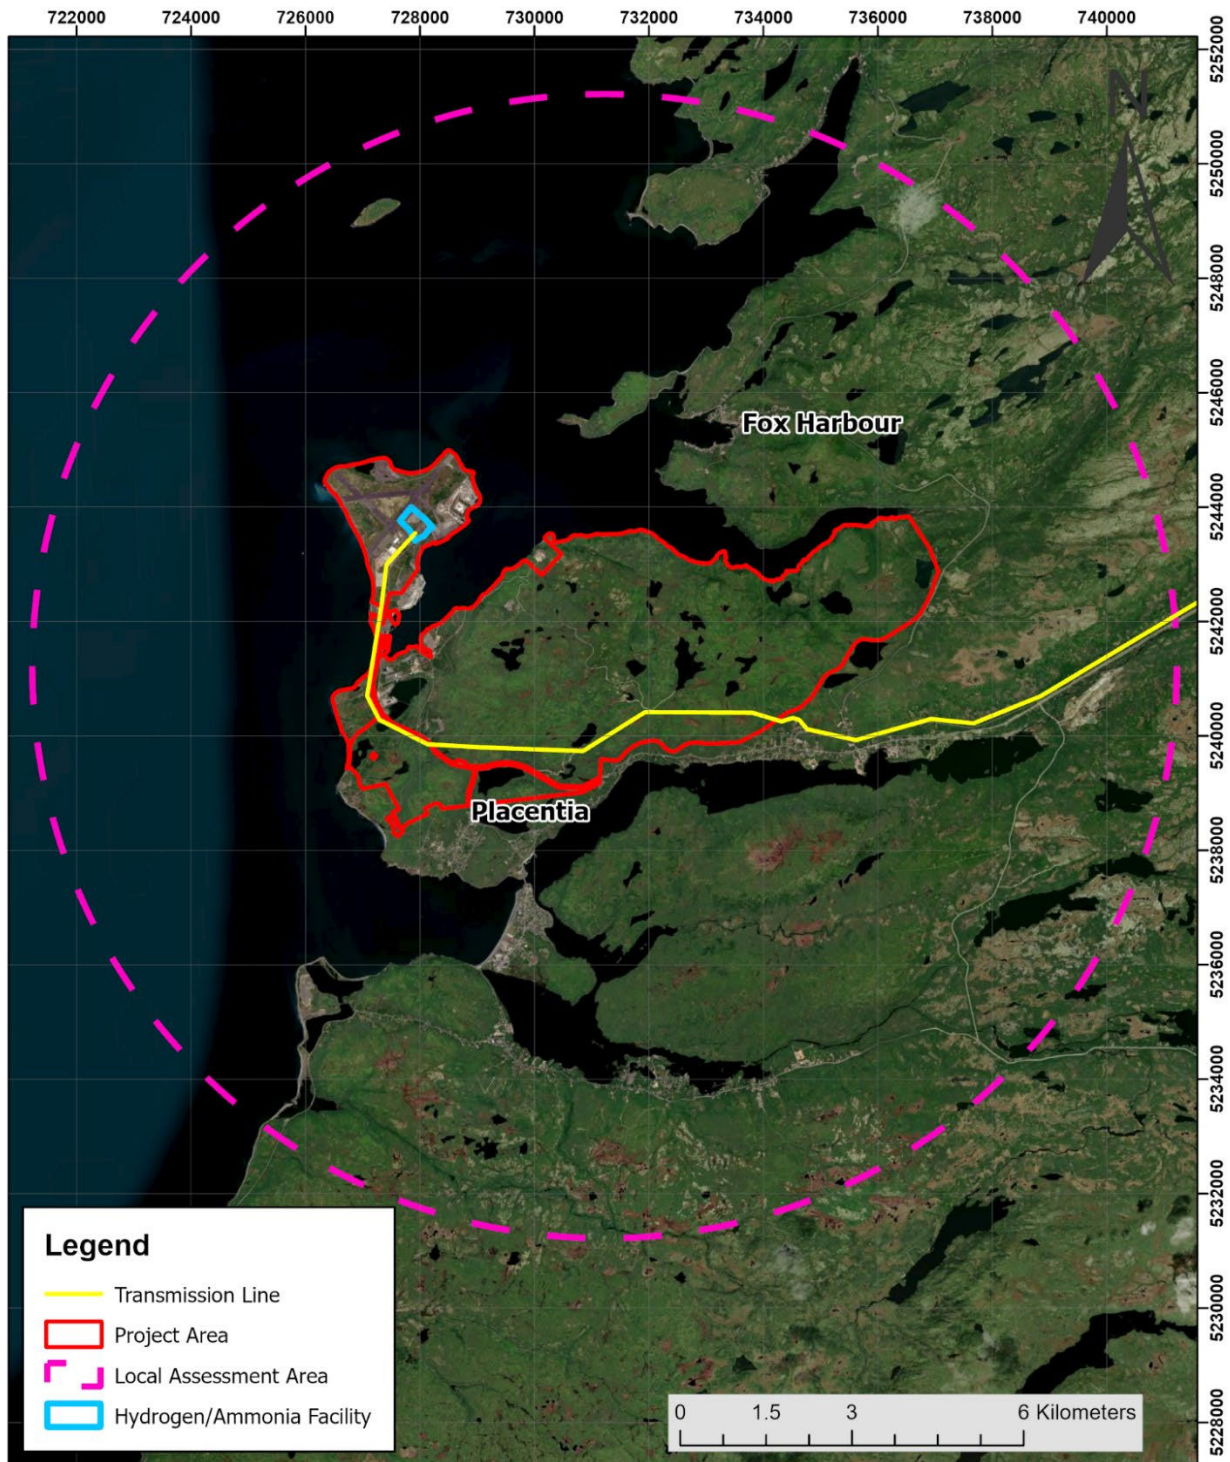 722000 724000 726000 728000 730000 732000 734000 736000 738000 740000
N
5252000
5250000
5248000
5246000
5244000
5242000
5240000
5238000
5236000
5234000
5232000
5230000
5228000
Fox Harbour
Placentia
Legend
Transmission Line
Project Area
Local Assessment Area
Hydrogen/Ammonia Facility
0 1.5 3 6 Kilometers